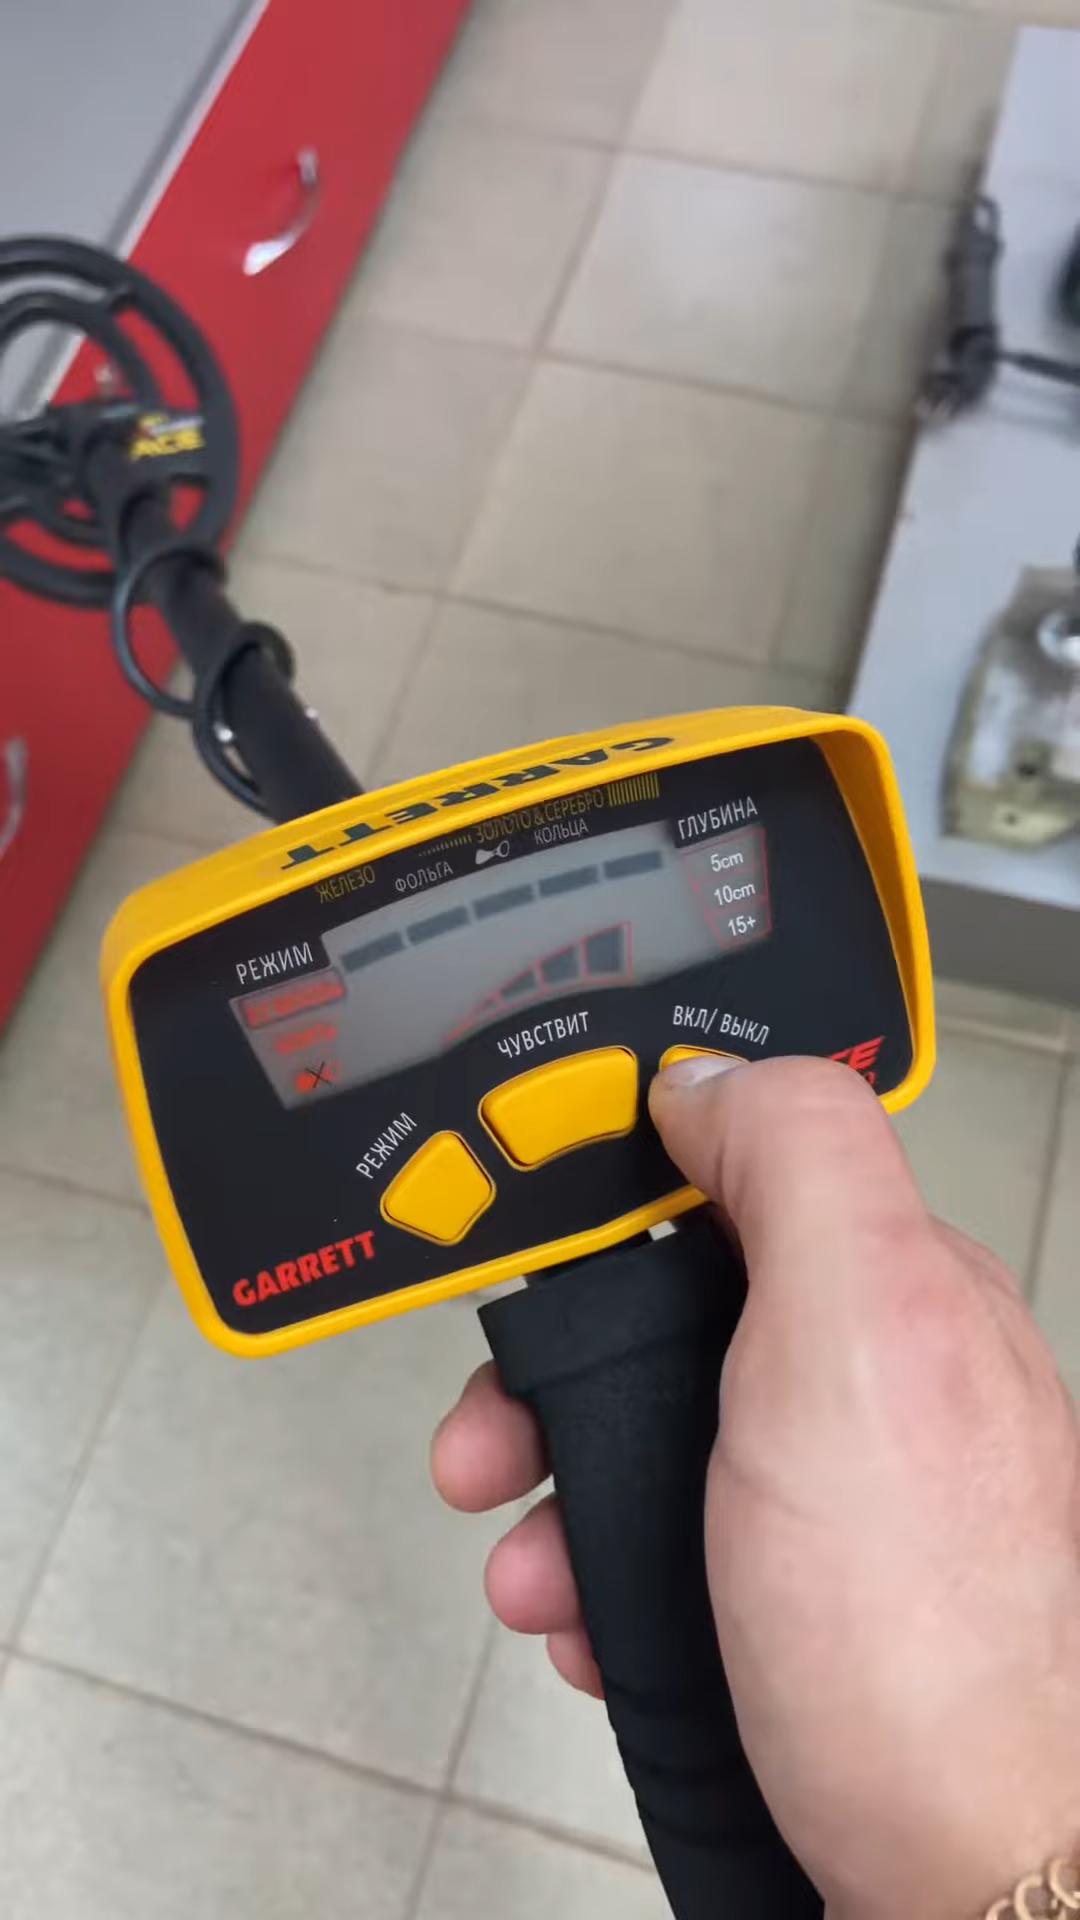 ACE
GARRETT
ЗОЛОТО & СЕРЕБРО
ЖЕЛЕЗО
ФОЛЬГА
КОЛЬЦА
ГЛУБИНА
5cm
10cm
15+
РЕЖИМ
ЧУВСТВИТ
ВКЛ/ ВЫКЛ
РЕЖИМ
GARRETT